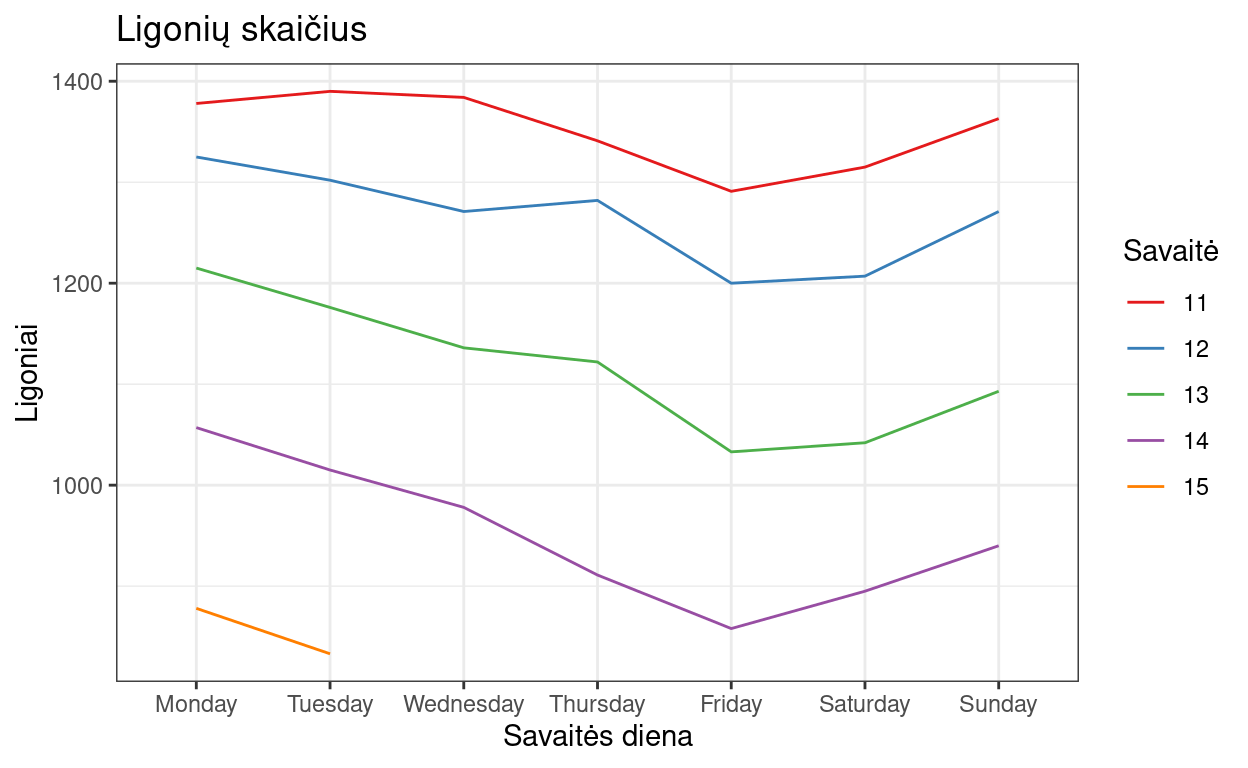 Ligonių skaičius
1400
1200
1000
Ligoniai
Monday Tuesday Wednesday Thursday Friday Saturday Sunday
Savaitės diena
Savaitė
11
12
13
14
15